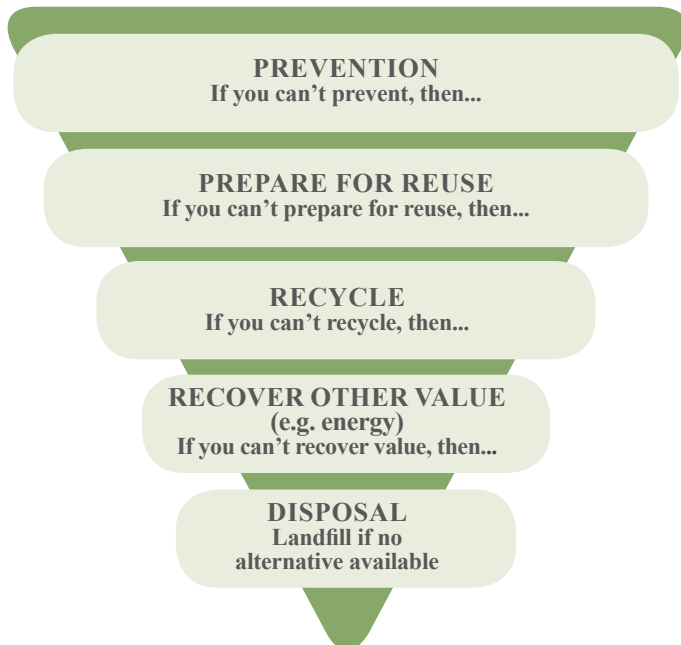 PREVENTION
If you can’t prevent, then...
PREPARE FOR REUSE
If you can’t prepare for reuse, then...
RECYCLE
If you can’t recycle, then...
RECOVER OTHER VALUE
(e.g. energy)
If you can’t recover value, then...
DISPOSAL
Landfill if no
alternative available